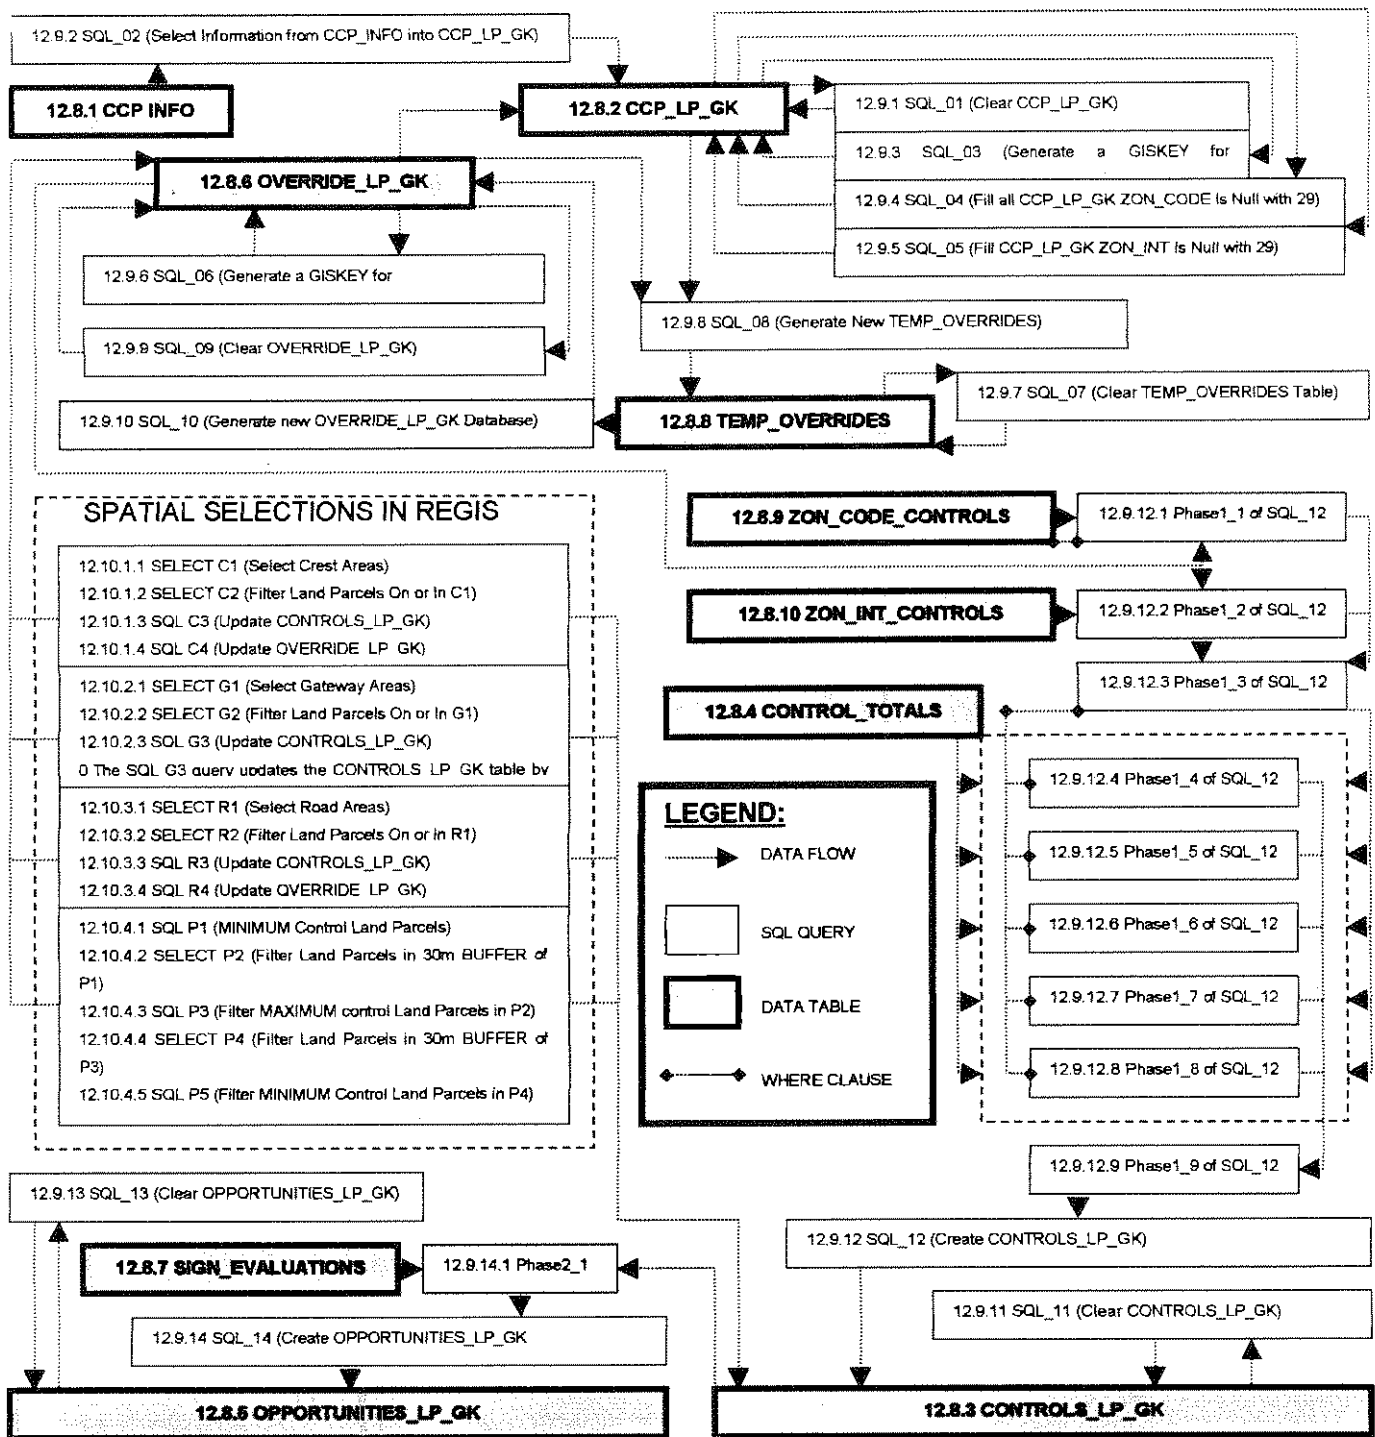 12.9.2 SQL_02 (Select Information from CCP_INFO into CCP_LP_GK)
12.8.1 CCP INFO
12.8.2 CCP_LP_GK
12.9.1 SQL_01 (Clear CCP_LP_GK)
12.9.3 SQL_03 (Generate a GISKEY for
12.9.4 SQL_04 (Fill all CCP_LP_GK ZON_CODE Is Null with 29)
12.9.5 SQL_05 (Fill CCP_LP_GK ZON_INT Is Null with 29)
12.8.6 OVERRIDE_LP_GK
12.9.6 SQL_06 (Generate a GISKEY for
12.9.9 SQL_09 (Clear OVERRIDE_LP_GK)
12.9.8 SQL_08 (Generate New TEMP_OVERRIDES)
12.9.7 SQL_07 (Clear TEMP_OVERRIDES Table)
12.9.10 SQL_10 (Generate new OVERRIDE_LP_GK Database)
12.8.8 TEMP_OVERRIDES
SPATIAL SELECTIONS IN REGIS
12.10.1.1 SELECT C1 (Select Crest Areas)
12.10.1.2 SELECT C2 (Filter Land Parcels On or In C1)
12.10.1.3 SQL C3 (Update CONTROLS_LP_GK)
12.10.1.4 SQL C4 (Update OVERRIDE_LP_GK)
12.10.2.1 SELECT G1 (Select Gateway Areas)
12.10.2.2 SELECT G2 (Filter Land Parcels On or In G1)
12.10.2.3 SQL G3 (Update CONTROLS_LP_GK)
0 The SQL G3 query updates the CONTROLS_LP_GK table by
12.10.3.1 SELECT R1 (Select Road Areas)
12.10.3.2 SELECT R2 (Filter Land Parcels On or In R1)
12.10.3.3 SQL R3 (Update CONTROLS_LP_GK)
12.10.3.4 SQL R4 (Update OVERRIDE_LP_GK)
12.10.4.1 SQL P1 (MINIMUM Control Land Parcels)
12.10.4.2 SELECT P2 (Filter Land Parcels in 30m BUFFER of
P1)
12.10.4.3 SQL P3 (Filter MAXIMUM control Land Parcels in P2)
12.10.4.4 SELECT P4 (Filter Land Parcels in 30m BUFFER of
P3)
12.10.4.5 SQL P5 (Filter MINIMUM Control Land Parcels in P4)
12.8.9 ZON_CODE_CONTROLS
12.9.12.1 Phase1_1 of SQL_12
12.8.10 ZON_INT_CONTROLS
12.9.12.2 Phase1_2 of SQL_12
12.9.12.3 Phase1_3 of SQL_12
12.8.4 CONTROL_TOTALS
12.9.12.4 Phase1_4 of SQL_12
12.9.12.5 Phase1_5 of SQL_12
12.9.12.6 Phase1_6 of SQL_12
12.9.12.7 Phase1_7 of SQL_12
12.9.12.8 Phase1_8 of SQL_12
LEGEND:
DATA FLOW
SQL QUERY
DATA TABLE
WHERE CLAUSE
12.9.12.9 Phase1_9 of SQL_12
12.9.13 SQL_13 (Clear OPPORTUNITIES_LP_GK)
12.9.12 SQL_12 (Create CONTROLS_LP_GK)
12.8.7 SIGN_EVALUATIONS
12.9.14.1 Phase2_1
12.9.11 SQL_11 (Clear CONTROLS_LP_GK)
12.9.14 SQL_14 (Create OPPORTUNITIES_LP_GK
12.8.5 OPPORTUNITIES_LP_GK
12.8.3 CONTROLS_LP_GK